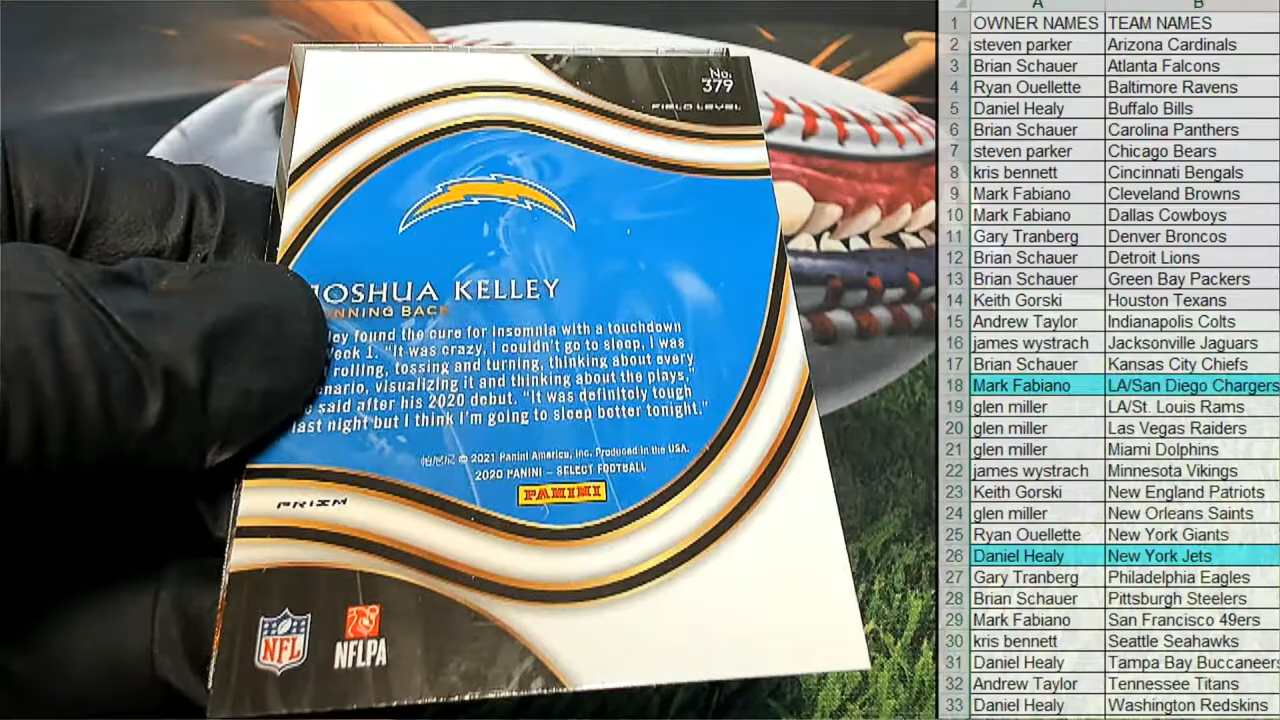 No.
379
FIELD LEVEL
JOSHUA KELLEY
NNING BACK
ley found the cure for insomnia with a touchdown
eek 1. "It was crazy, I couldn't go to sleep, I was
rolling, tossing and turning, thinking about every
enario, visualizing it and thinking about the plays,"
e said after his 2020 debut. "It was definitely tough
last night but I think I'm going to sleep better tonight."
帕尼尼 © 2021 Panini America, Inc. Produced in the USA.
2020 PANINI – SELECT FOOTBALL
PANINI
PRIZM
NFL
NFLPA
A B
1 OWNER NAMES TEAM NAMES
2 steven parker Arizona Cardinals
3 Brian Schauer Atlanta Falcons
4 Ryan Ouellette Baltimore Ravens
5 Daniel Healy Buffalo Bills
6 Brian Schauer Carolina Panthers
7 steven parker Chicago Bears
8 kris bennett Cincinnati Bengals
9 Mark Fabiano Cleveland Browns
10 Mark Fabiano Dallas Cowboys
11 Gary Tranberg Denver Broncos
12 Brian Schauer Detroit Lions
13 Brian Schauer Green Bay Packers
14 Keith Gorski Houston Texans
15 Andrew Taylor Indianapolis Colts
16 james wystrach Jacksonville Jaguars
17 Brian Schauer Kansas City Chiefs
18 Mark Fabiano LA/San Diego Chargers
19 glen miller LA/St. Louis Rams
20 glen miller Las Vegas Raiders
21 glen miller Miami Dolphins
22 james wystrach Minnesota Vikings
23 Keith Gorski New England Patriots
24 glen miller New Orleans Saints
25 Ryan Ouellette New York Giants
26 Daniel Healy New York Jets
27 Gary Tranberg Philadelphia Eagles
28 Brian Schauer Pittsburgh Steelers
29 Mark Fabiano San Francisco 49ers
30 kris bennett Seattle Seahawks
31 Daniel Healy Tampa Bay Buccaneers
32 Andrew Taylor Tennessee Titans
33 Daniel Healy Washington Redskins